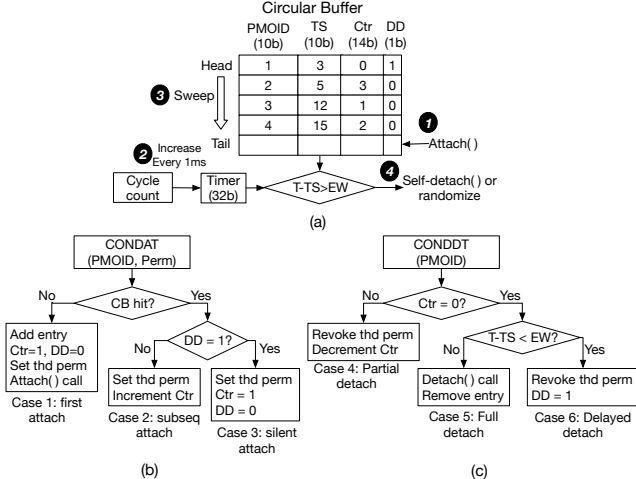 Circular Buffer
PMOID TS Ctr DD
(10b) (10b) (14b) (1b)
Head 1 3 0 1
2 5 3 0
3 Sweep 3 12 1 0
4 15 2 0
1
Tail
Attach( )
2 Increase
Every 1ms
4
Cycle
count
Timer
(32b)
T-TS>EW
Self-detach( ) or
randomize
(a)
CONDAT
(PMOID, Perm)
No CB hit? Yes
Add entry
Ctr=1, DD=0
Set thd perm
Attach( ) call
Case 1: first
attach
No DD = 1? Yes
Set thd perm
Increment Ctr
Case 2: subseq
attach
Set thd perm
Ctr = 1
DD = 0
Case 3: silent
attach
(b)
CONDDT
(PMOID)
No Ctr = 0? Yes
Revoke thd perm
Decrement Ctr
Case 4: Partial
detach
No T-TS < EW? Yes
Detach( ) call
Remove entry
Case 5: Full
detach
Revoke thd perm
DD = 1
Case 6: Delayed
detach
(c)